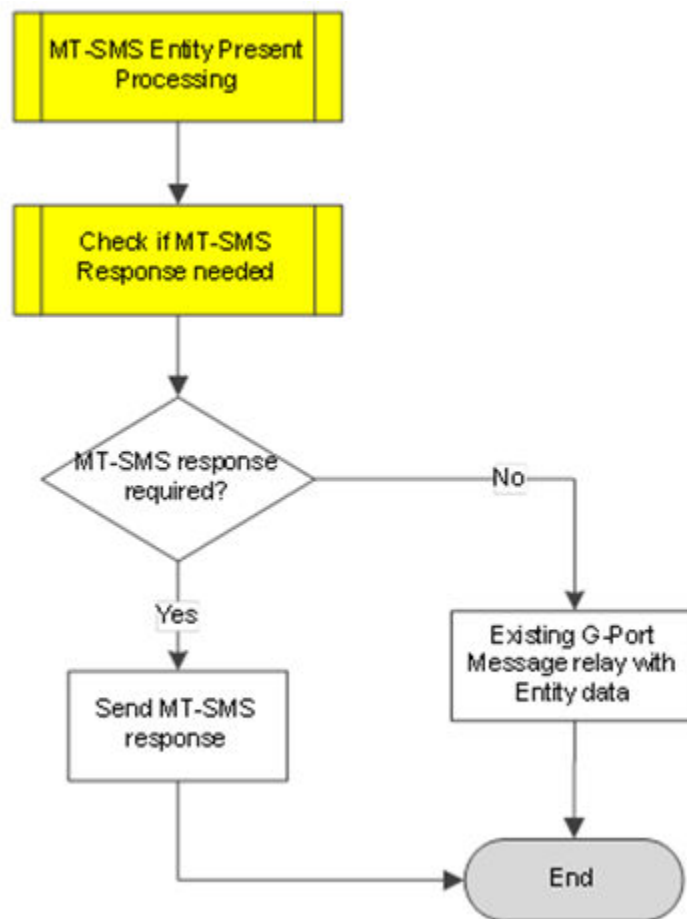 MT-SMS Entity Present
Processing
Check if MT-SMS
Response needed
MT-SMS response
required?
No
Yes
Existing G-Port
Message relay with
Entity data
Send MT-SMS
response
End